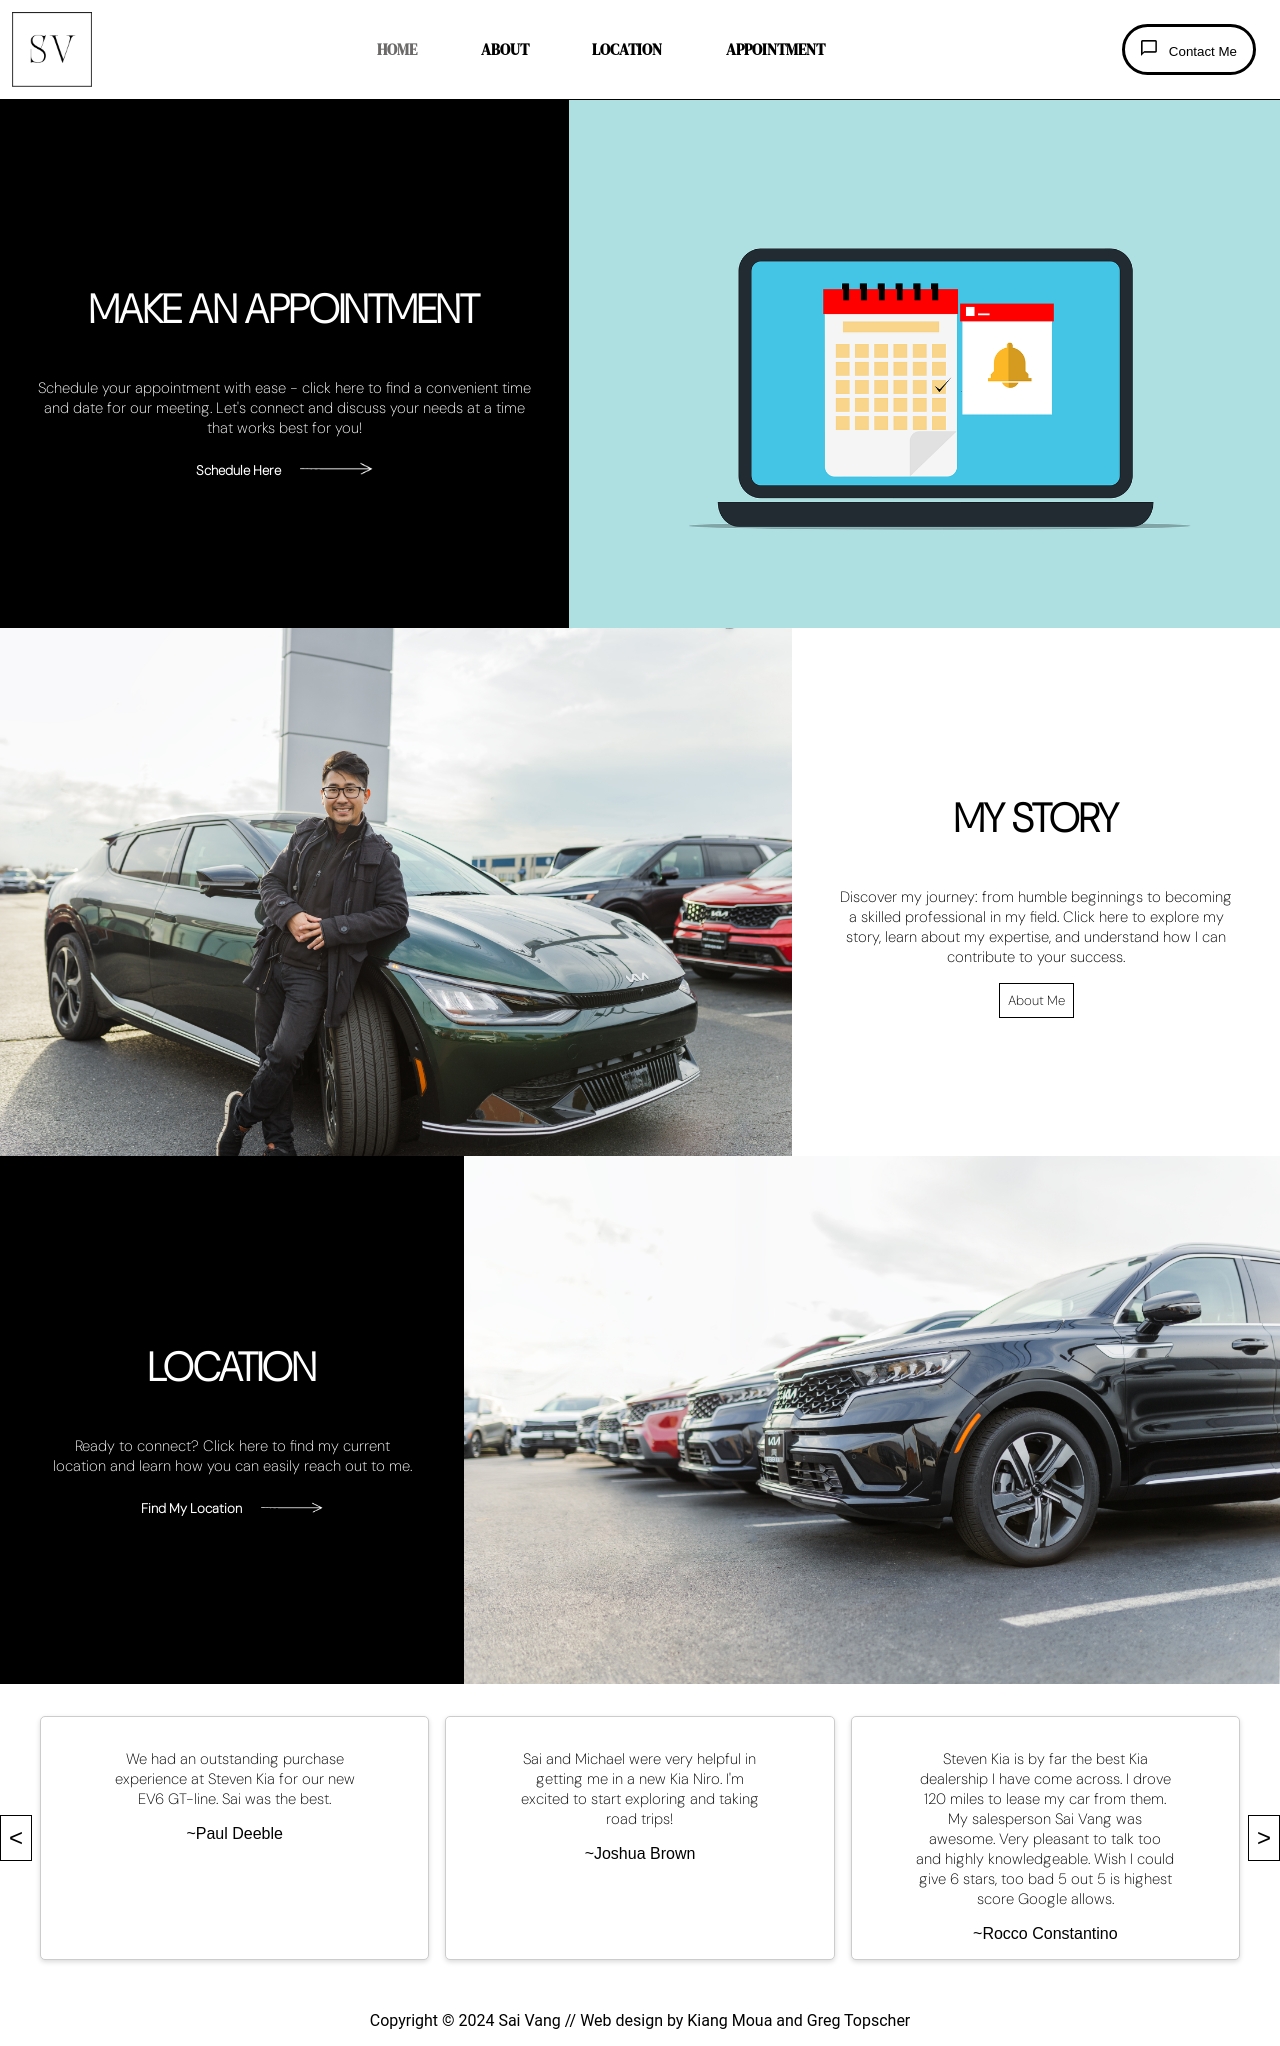 SV
HOME ABOUT LOCATION APPOINTMENT
Contact Me
MAKE AN APPOINTMENT
Schedule your appointment with ease - click here to find a convenient time
and date for our meeting. Let's connect and discuss your needs at a time
that works best for you!
Schedule Here
MY STORY
Discover my journey: from humble beginnings to becoming
a skilled professional in my field. Click here to explore my
story, learn about my expertise, and understand how I can
contribute to your success.
About Me
LOCATION
Ready to connect? Click here to find my current
location and learn how you can easily reach out to me.
Find My Location
<
We had an outstanding purchase
experience at Steven Kia for our new
EV6 GT-line. Sai was the best.
~Paul Deeble
Sai and Michael were very helpful in
getting me in a new Kia Niro. I'm
excited to start exploring and taking
road trips!
~Joshua Brown
Steven Kia is by far the best Kia
dealership I have come across. I drove
120 miles to lease my car from them.
My salesperson Sai Vang was
awesome. Very pleasant to talk too
and highly knowledgeable. Wish I could
give 6 stars, too bad 5 out 5 is highest
score Google allows.
~Rocco Constantino
>
Copyright © 2024 Sai Vang // Web design by Kiang Moua and Greg Topscher